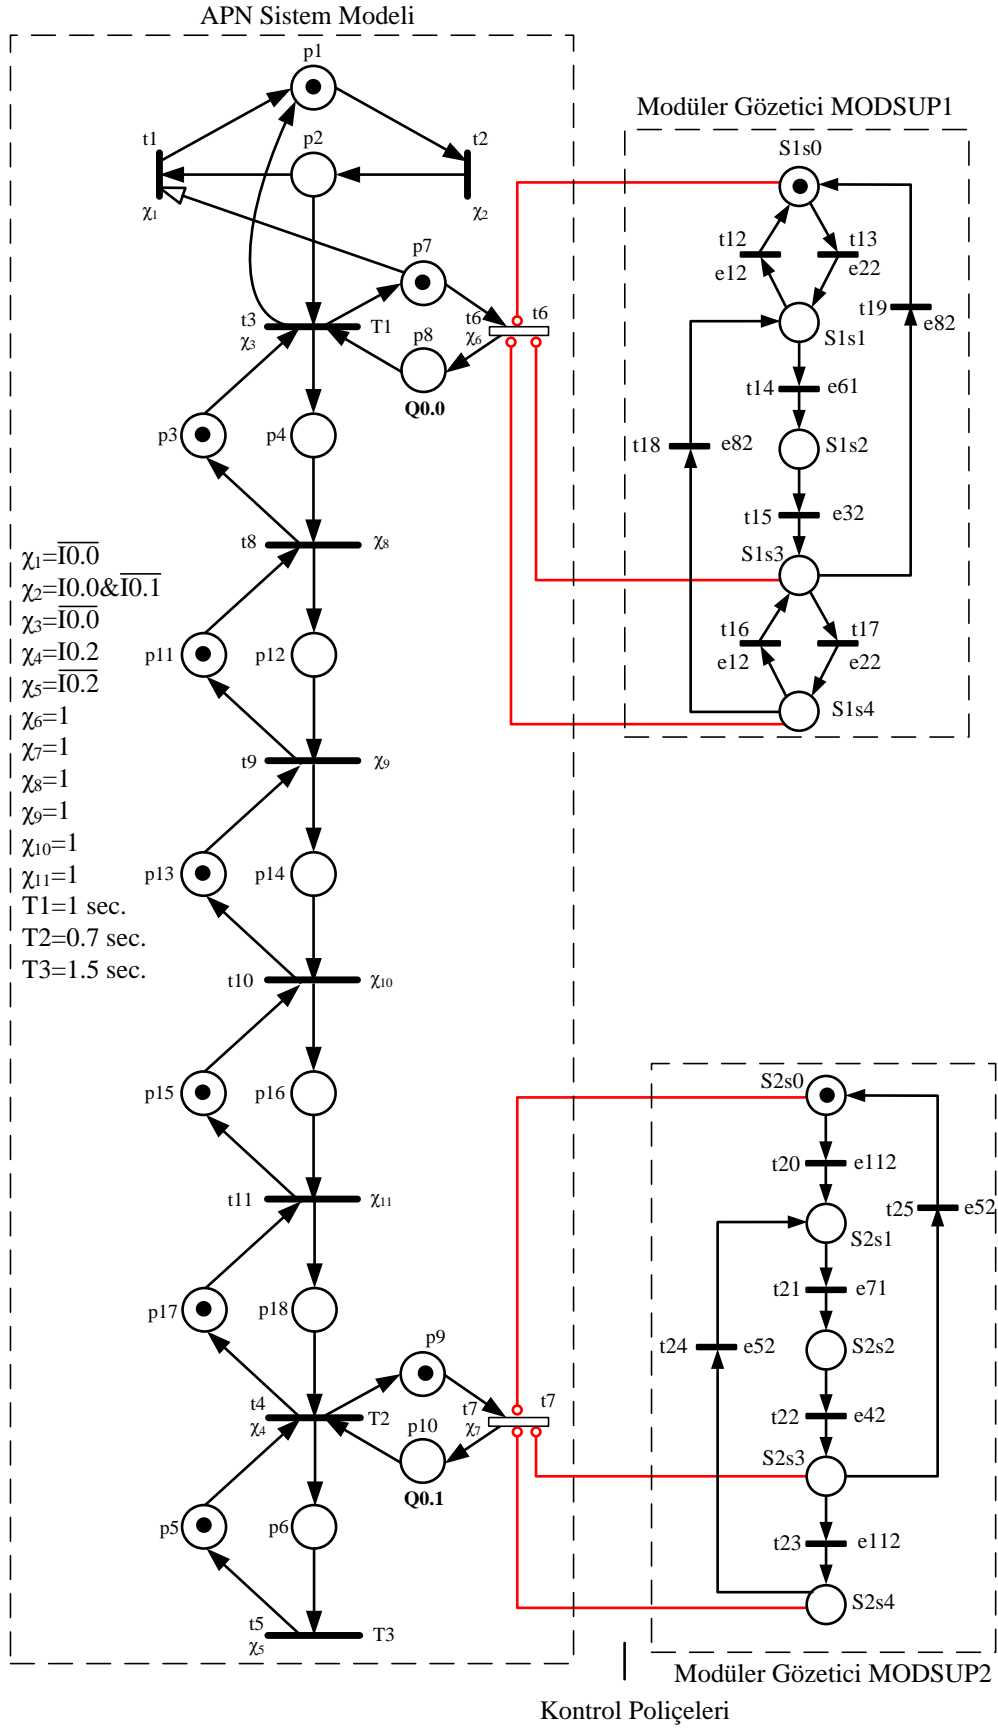 APN Sistem Modeli
p1
t1
p2
t2
χ1
χ2
p7
t3
χ3
T1
t6
χ6
t6
p8
Q0.0
p3
p4
t8
χ8
χ1=I̅0̅.̅0̅
χ2=I0.0&I̅0̅.̅1̅
χ3=I̅0̅.̅0̅
χ4=I0.2
χ5=I̅0̅.̅2̅
χ6=1
χ7=1
χ8=1
χ9=1
χ10=1
χ11=1
T1=1 sec.
T2=0.7 sec.
T3=1.5 sec.
p11
p12
t9
χ9
p13
p14
t10
χ10
p15
p16
t11
χ11
p17
p18
p9
t4
χ4
T2
t7
χ7
t7
p10
Q0.1
p5
p6
t5
χ5
T3
Modüler Gözetici MODSUP1
S1s0
t12
e12
t13
e22
t19
e82
S1s1
t14
e61
t18
e82
S1s2
t15
e32
S1s3
t16
e12
t17
e22
S1s4
S2s0
t20
e112
t25
e52
S2s1
t21
e71
t24
e52
S2s2
t22
e42
S2s3
t23
e112
S2s4
Modüler Gözetici MODSUP2
Kontrol Poliçeleri